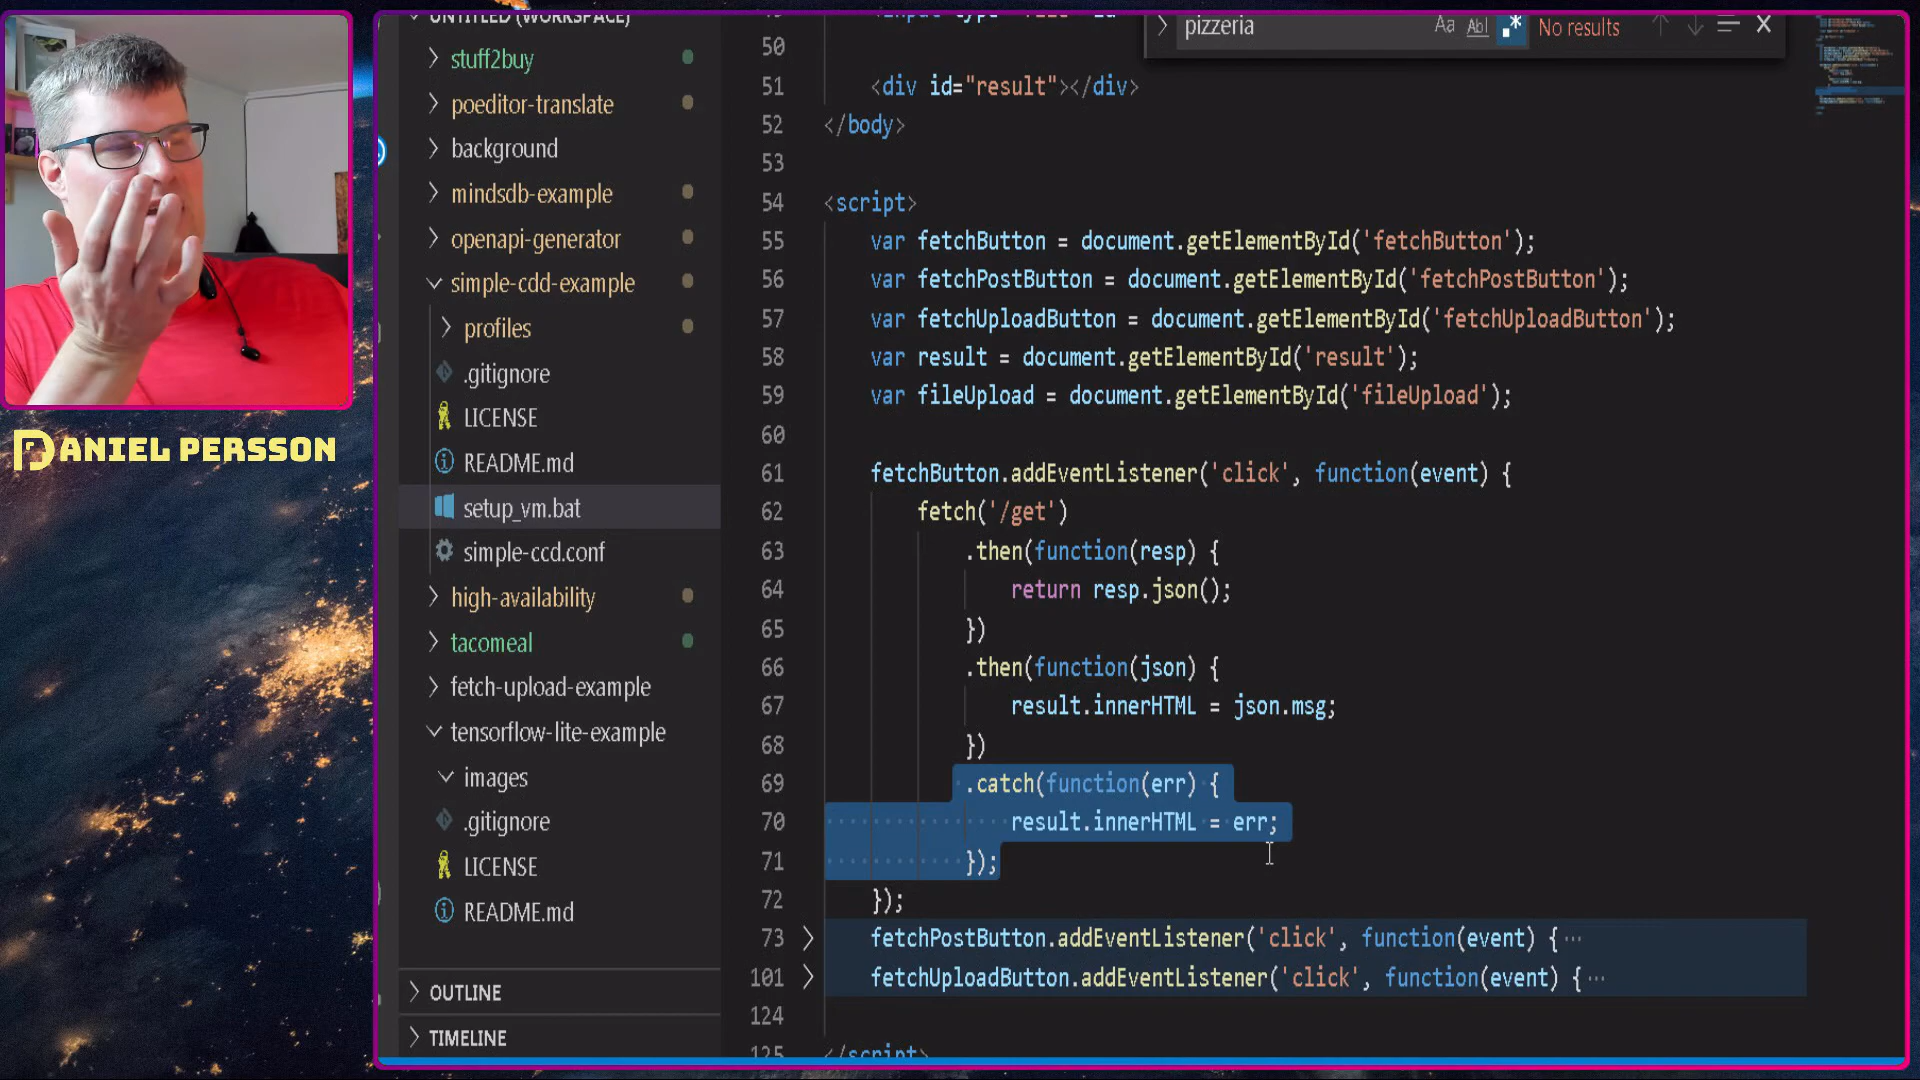 UNTITLED (WORKSPACE)
stuff2buy
poeditor-translate
background
mindsdb-example
openapi-generator
simple-cdd-example
profiles
.gitignore
LICENSE
README.md
setup_vm.bat
simple-ccd.conf
high-availability
tacomeal
fetch-upload-example
tensorflow-lite-example
images
.gitignore
LICENSE
README.md
OUTLINE
TIMELINE
DANIEL PERSSON
pizzeria
Aa Abl .* No results
50
51 <div id="result"></div>
52 </body>
53
54 <script>
55 var fetchButton = document.getElementById('fetchButton');
56 var fetchPostButton = document.getElementById('fetchPostButton');
57 var fetchUploadButton = document.getElementById('fetchUploadButton');
58 var result = document.getElementById('result');
59 var fileUpload = document.getElementById('fileUpload');
60
61 fetchButton.addEventListener('click', function(event) {
62 fetch('/get')
63 .then(function(resp) {
64 return resp.json();
65 })
66 .then(function(json) {
67 result.innerHTML = json.msg;
68 })
69 .catch(function(err) {
70 result.innerHTML = err;
71 });
72 });
73 fetchPostButton.addEventListener('click', function(event) {···
101 fetchUploadButton.addEventListener('click', function(event) {···
124
125 </script>